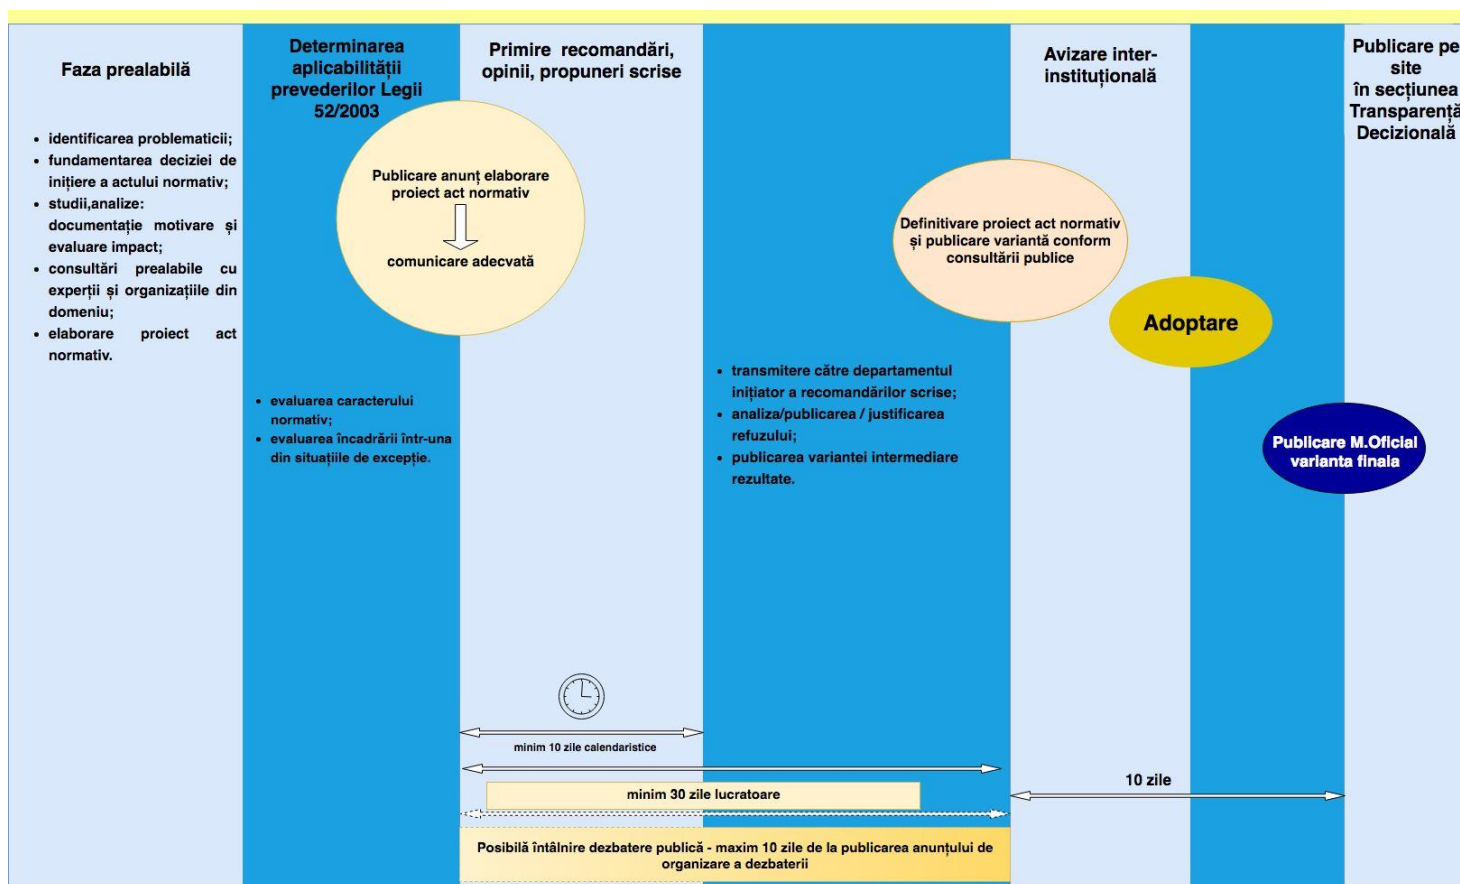 Faza prealabilă
• identificarea problematicii;
• fundamentarea deciziei de
inițiere a actului normativ;
• studii,analize:
documentație motivare și
evaluare impact;
• consultări prealabile cu
experții și organizațiile din
domeniu;
• elaborare proiect act
normativ.
Determinarea
aplicabilității
prevederilor Legii
52/2003
Publicare anunț elaborare
proiect act normativ
comunicare adecvată
• evaluarea caracterului
normativ;
• evaluarea încadrării într-una
din situațiile de excepție.
Primire recomandări,
opinii, propuneri scrise
• transmitere către departamentul
inițiator a recomandărilor scrise;
• analiza/publicarea / justificarea
refuzului;
• publicarea variantei intermediare
rezultate.
Definitivare proiect act normativ
și publicare variantă conform
consultării publice
Avizare inter-
instituțională
Adoptare
Publicare M.Oficial
varianta finala
Publicare pe
site
în secțiunea
Transparență
Decizională
minim 10 zile calendaristice
minim 30 zile lucratoare
10 zile
Posibilă întâlnire dezbatere publică - maxim 10 zile de la publicarea anunțului de
organizare a dezbaterii